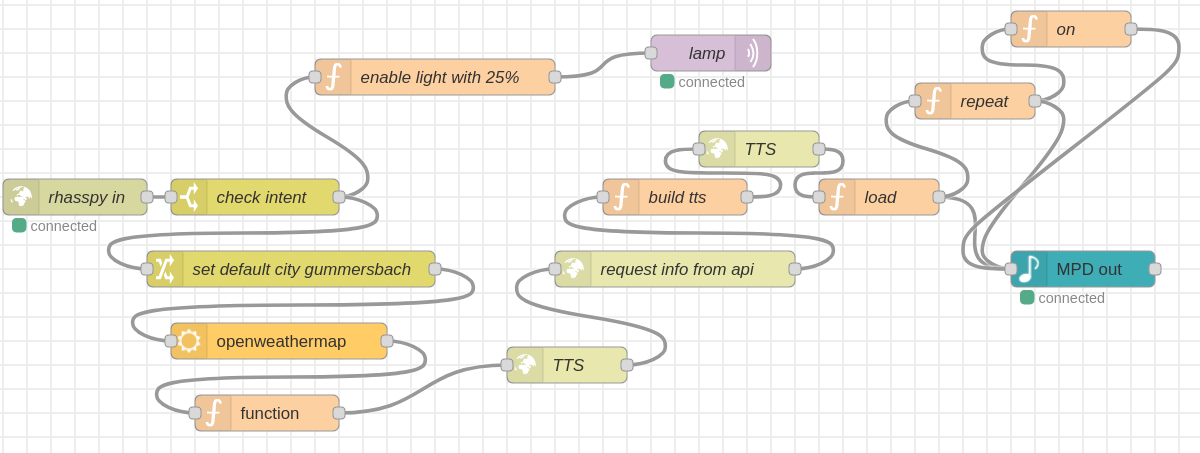 on
lamp
enable light with 25%
connected
repeat
TTS
rhasspy in
check intent
build tts
load
connected
set default city gummersbach
request info from api
MPD out
connected
openweathermap
TTS
function